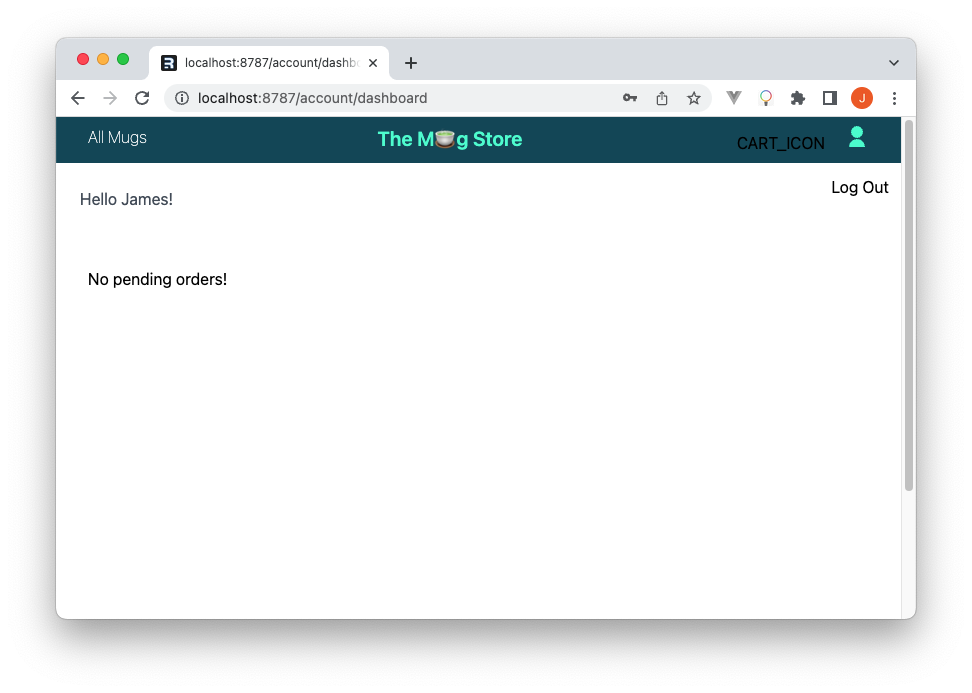 localhost:8787/account/dashb
localhost:8787/account/dashboard
J
All Mugs
The M🍵g Store
CART_ICON
Log Out
Hello James!
No pending orders!